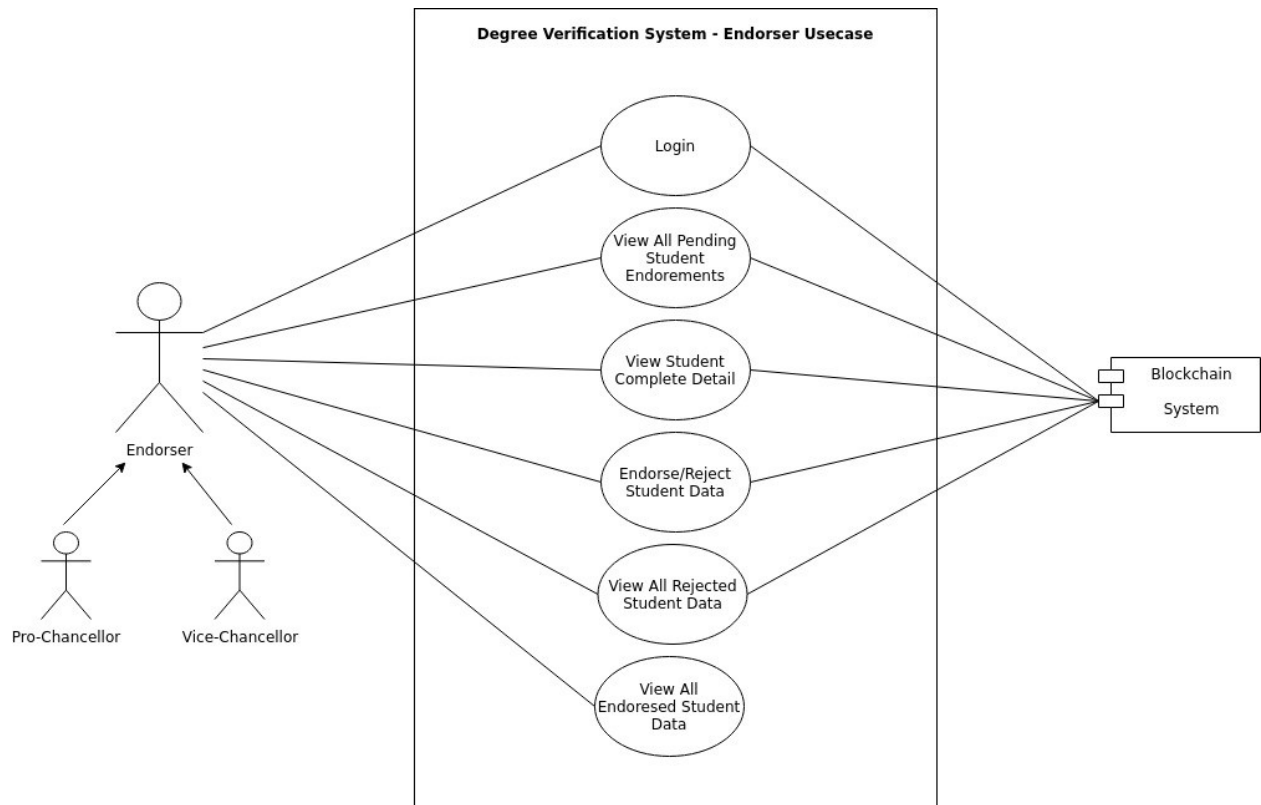 Degree Verification System - Endorser Usecase
Login
View All Pending
Student
Endorements
View Student
Complete Detail
Blockchain
System
Endorser
Endorse/Reject
Student Data
View All Rejected
Student Data
Pro-Chancellor
Vice-Chancellor
View All
Endoresed Student
Data